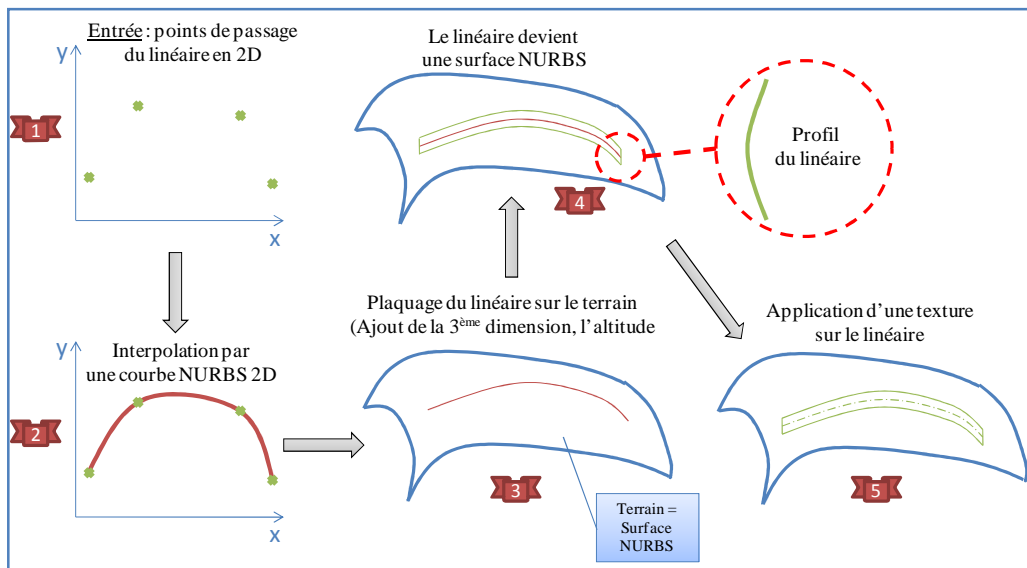 Entrée : points de passage
du linéaire en 2D
y
x
1
Interpolation par
une courbe NURBS 2D
y
x
2
Plaquage du linéaire sur le terrain
(Ajout de la 3ème dimension, l’altitude
3
Terrain =
Surface
NURBS
Le linéaire devient
une surface NURBS
4
Profil
du linéaire
Application d’une texture
sur le linéaire
5